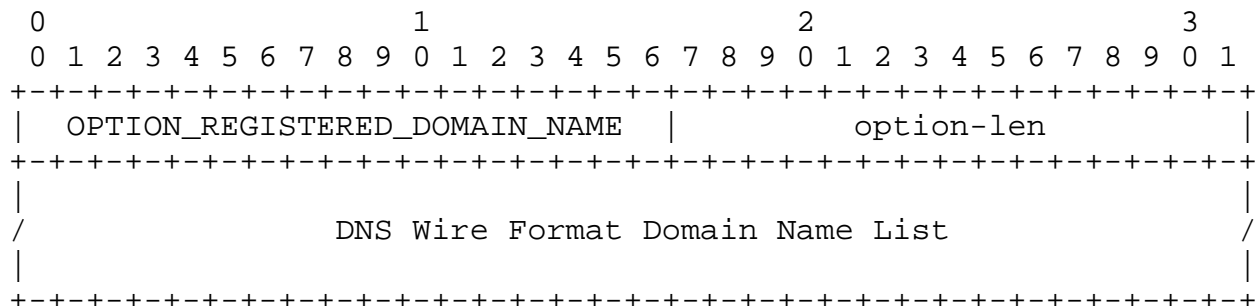 0                   1                   2                   3
 0 1 2 3 4 5 6 7 8 9 0 1 2 3 4 5 6 7 8 9 0 1 2 3 4 5 6 7 8 9 0 1
+-+-+-+-+-+-+-+-+-+-+-+-+-+-+-+-+-+-+-+-+-+-+-+-+-+-+-+-+-+-+-+-+
|  OPTION_REGISTERED_DOMAIN_NAME  |         option-len          |
+-+-+-+-+-+-+-+-+-+-+-+-+-+-+-+-+-+-+-+-+-+-+-+-+-+-+-+-+-+-+-+-+
|                                                               |
/                DNS Wire Format Domain Name List               /
|                                                               |
+-+-+-+-+-+-+-+-+-+-+-+-+-+-+-+-+-+-+-+-+-+-+-+-+-+-+-+-+-+-+-+-+